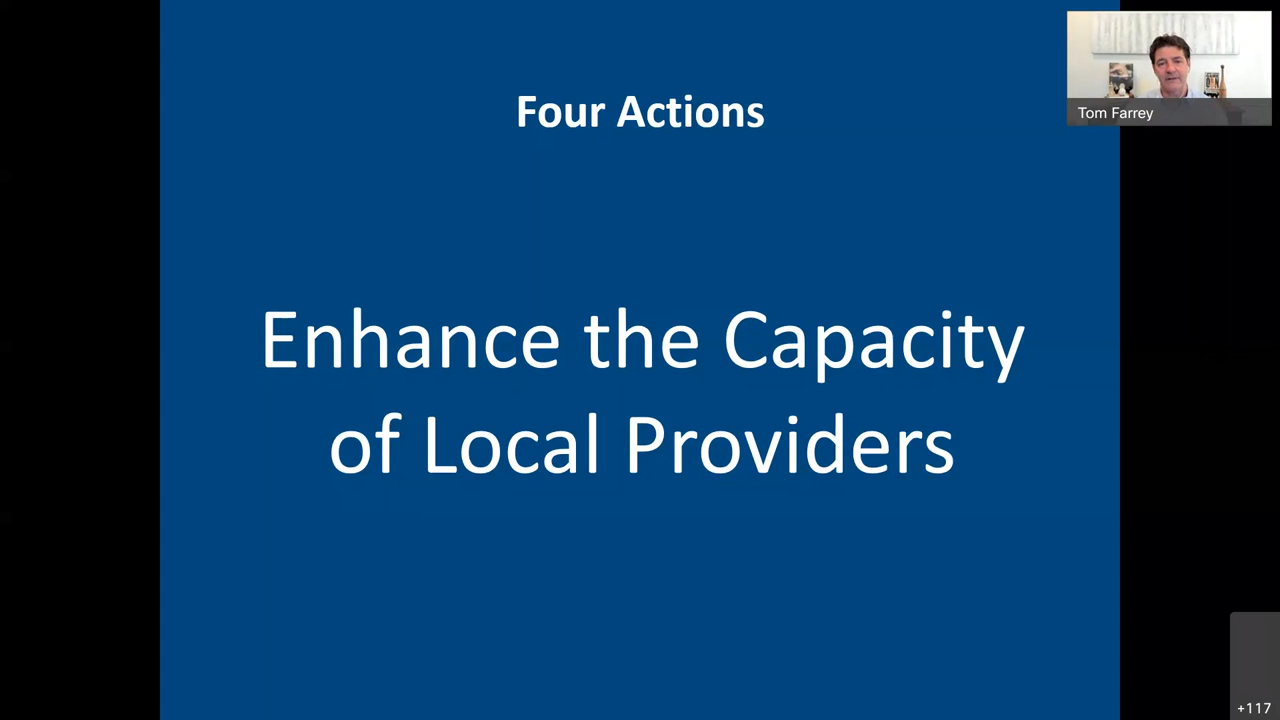 Four Actions
Tom Farrey
Enhance the Capacity
of Local Providers
+117